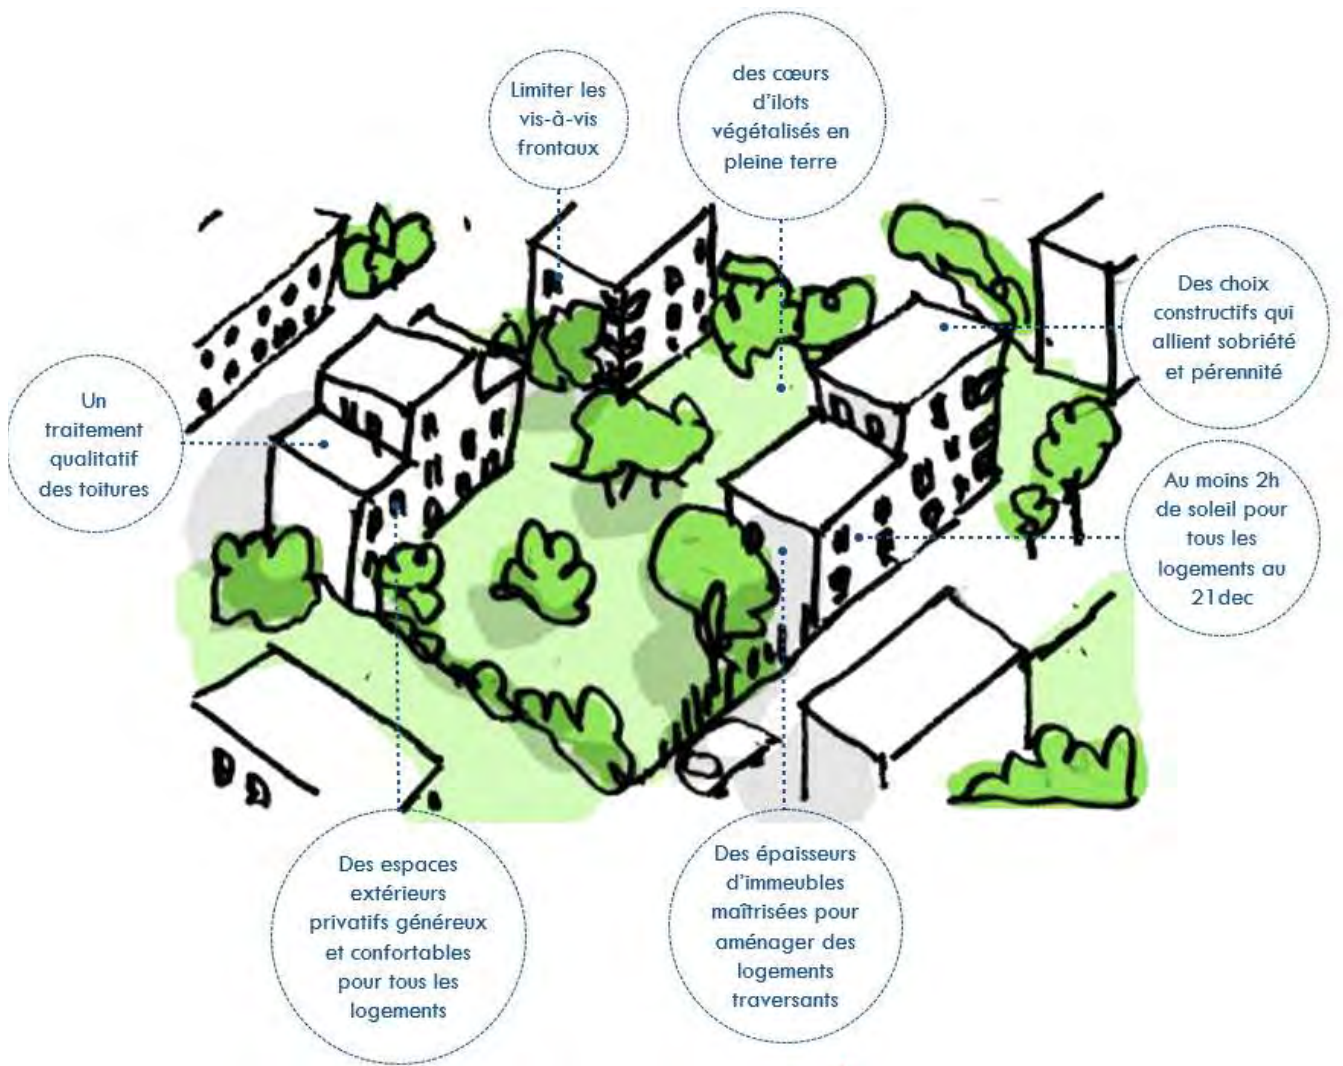 Limiter les
vis-à-vis
frontaux
des cœurs
d'ilots
végétalisés en
pleine terre
Des choix
constructifs qui
allient sobriété
et pérennité
Un
traitement
qualitatif
des toitures
Au moins 2h
de soleil pour
tous les
logements au
21dec
Des espaces
extérieurs
privatifs généreux
et confortables
pour tous les
logements
Des épaisseurs
d'immeubles
maîtrisées pour
aménager des
logements
traversants